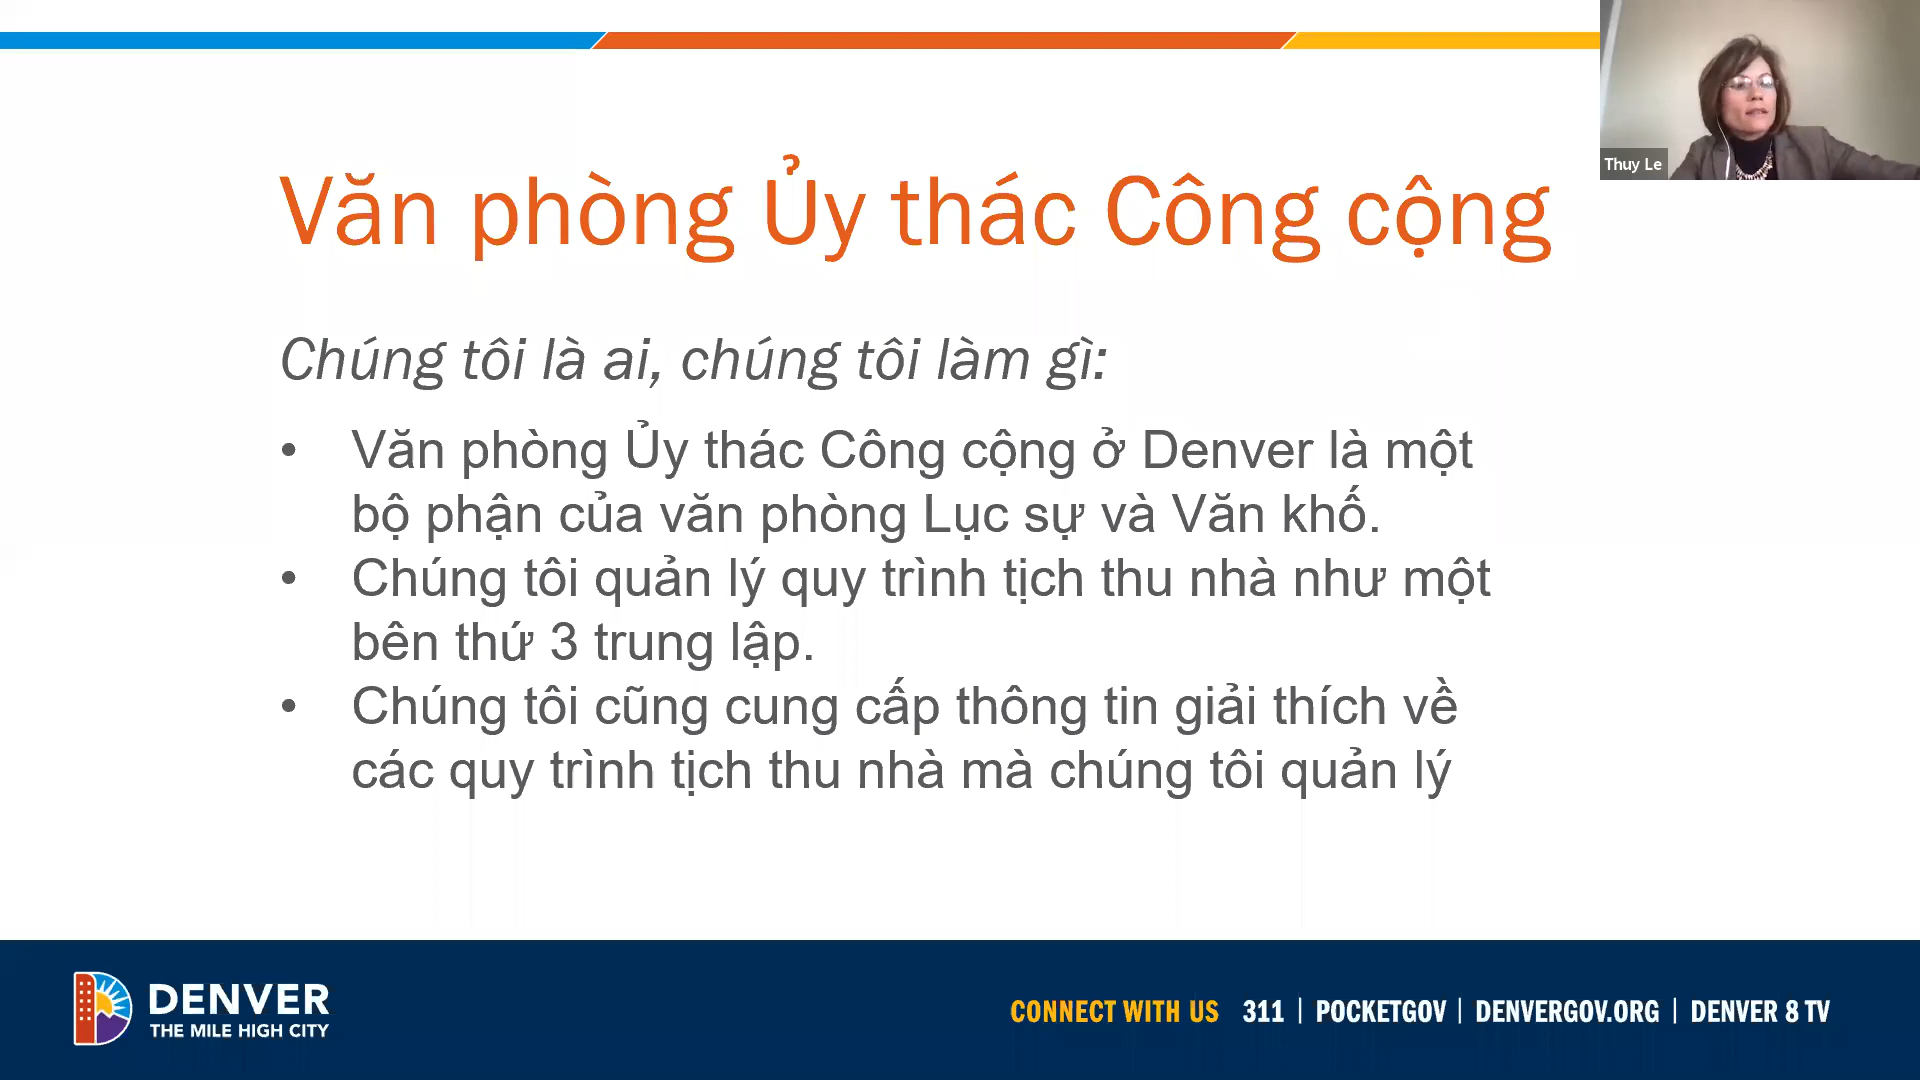 Văn phòng Ủy thác Công cộng
Thuy Le
Chúng tôi là ai, chúng tôi làm gì:
• Văn phòng Ủy thác Công cộng ở Denver là một
bộ phận của văn phòng Lục sự và Văn khố.
• Chúng tôi quản lý quy trình tịch thu nhà như một
bên thứ 3 trung lập.
• Chúng tôi cũng cung cấp thông tin giải thích về
các quy trình tịch thu nhà mà chúng tôi quản lý
DENVER
THE MILE HIGH CITY
CONNECT WITH US 311 | POCKETGOV | DENVERGOV.ORG | DENVER 8 TV